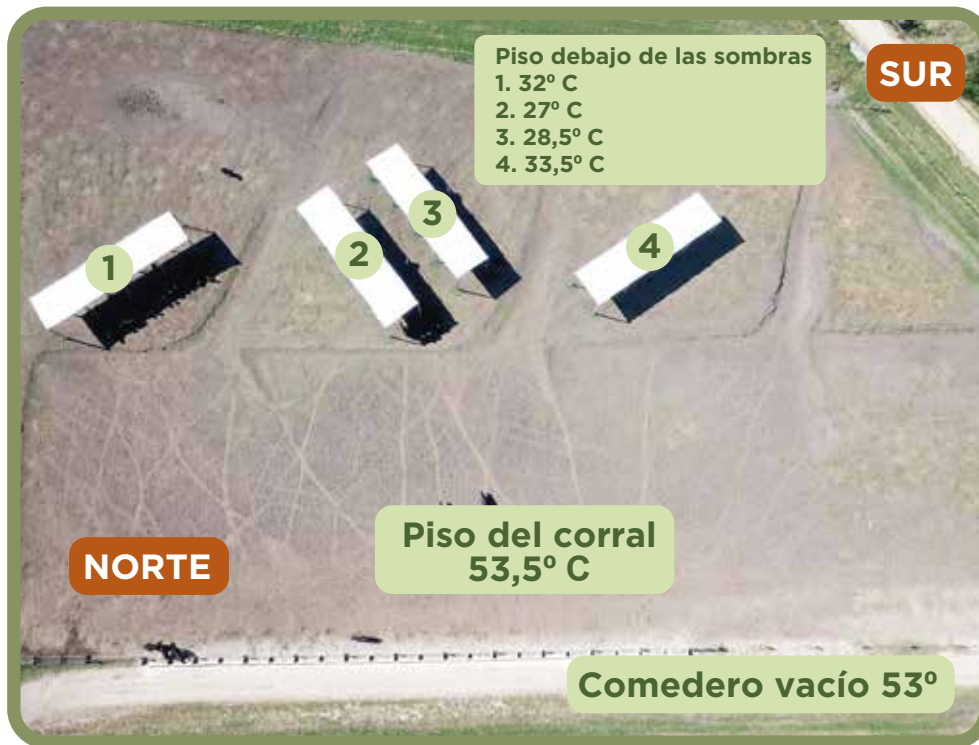 Piso debajo de las sombras
1. 32º C
2. 27º C
3. 28,5º C
4. 33,5º C
SUR
1
2
3
4
Piso del corral
53,5º C
NORTE
Comedero vacío 53º